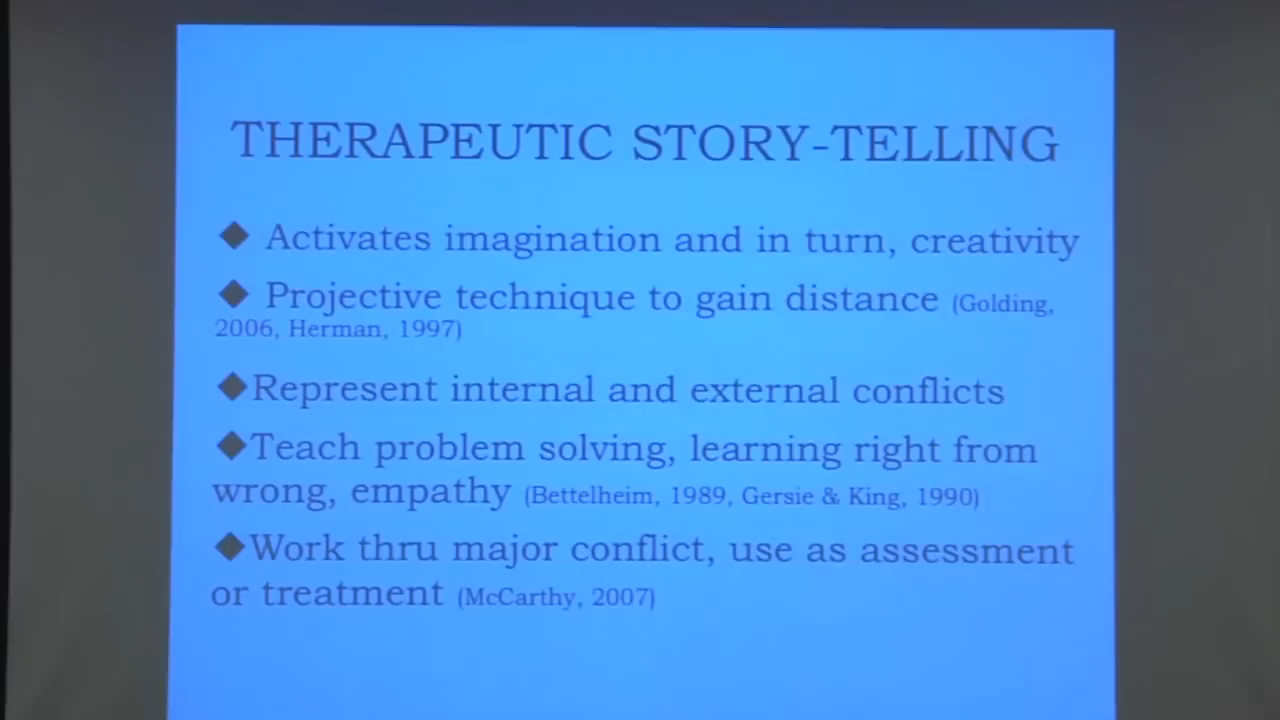 THERAPEUTIC STORY-TELLING
◆ Activates imagination and in turn, creativity
◆ Projective technique to gain distance (Golding,
2006, Herman, 1997)
◆Represent internal and external conflicts
◆Teach problem solving, learning right from
wrong, empathy (Bettelheim, 1989, Gersie & King, 1990)
◆Work thru major conflict, use as assessment
or treatment (McCarthy, 2007)